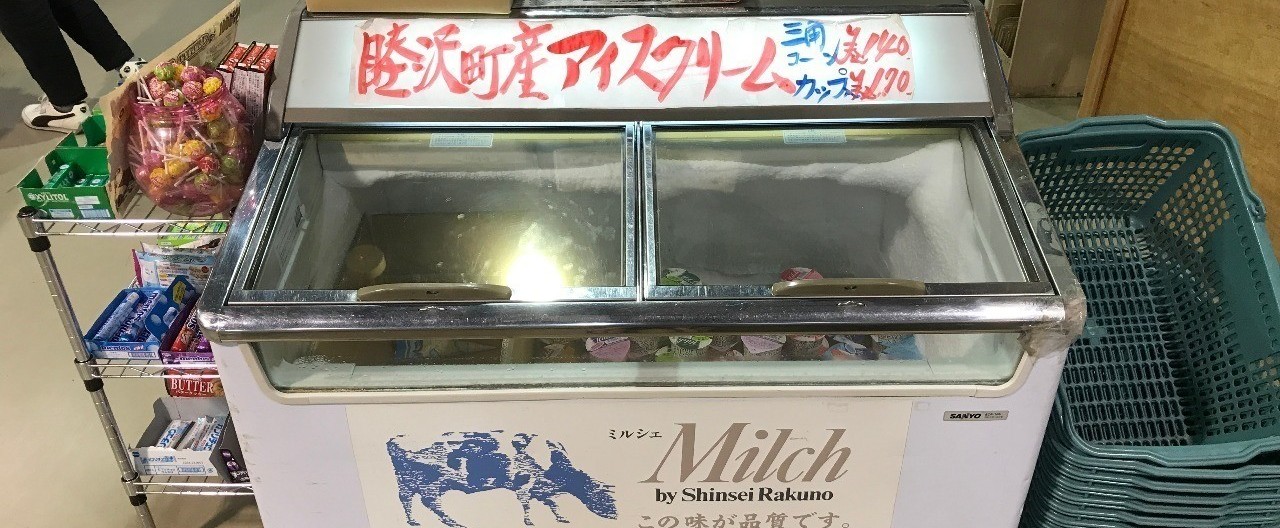 睦沢町産アイスクリーム、
三角コーン ¥140.
カップ ¥170
XYLITOL
BUTTER
SANYO
ミルシェ
Milch
by Shinsei Rakuno
この味が品質です。